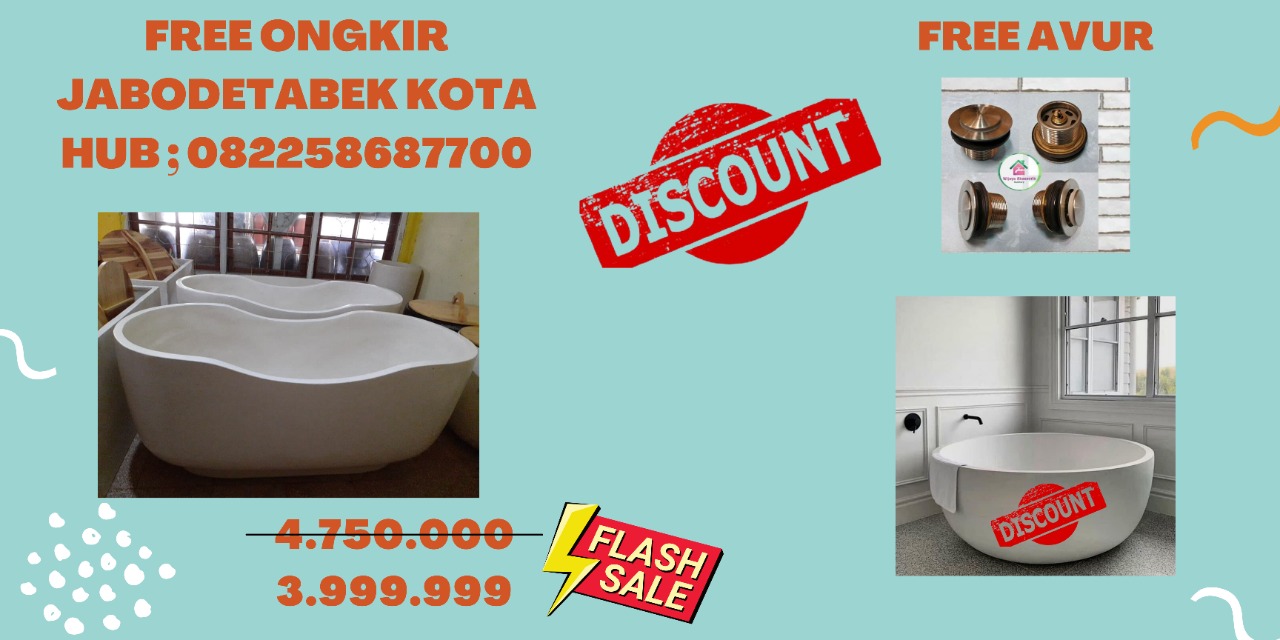 FREE ONGKIR
JABODETABEK KOTA
HUB ; 082258687700
FREE AVUR
DISCOUNT
DISCOUNT
4.750.000
3.999.999
FLASH
SALE